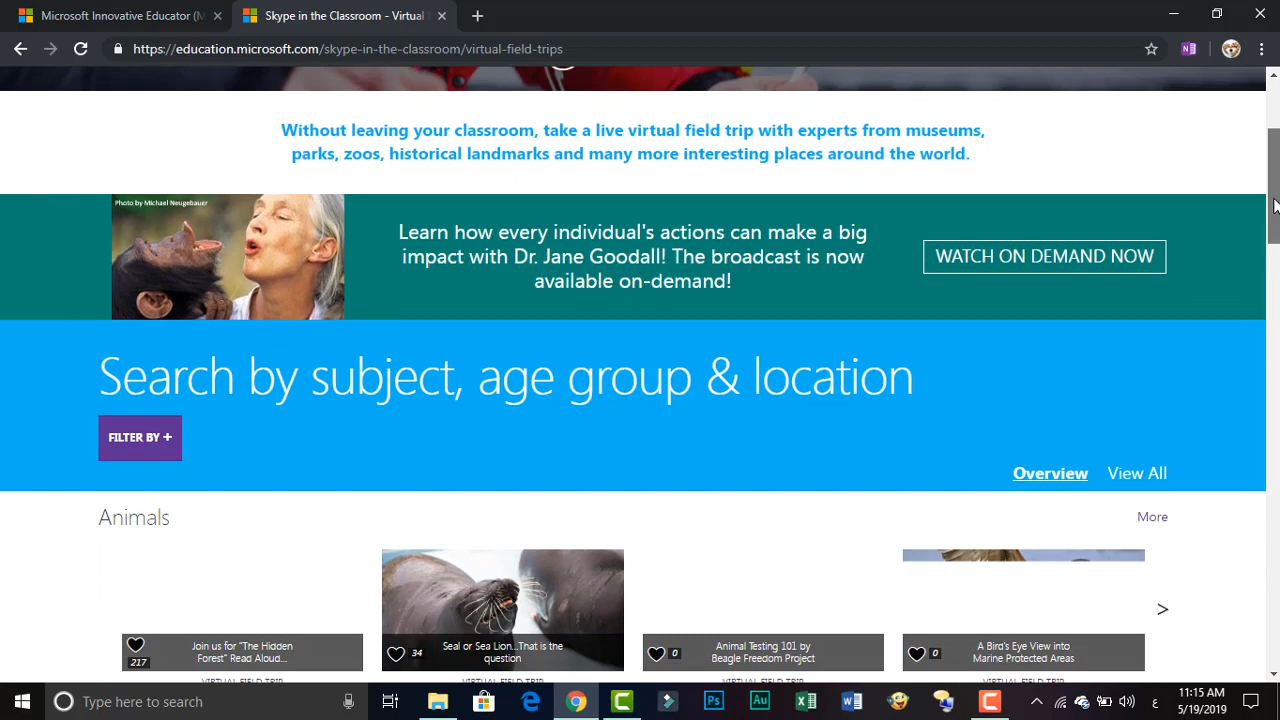 Microsoft Innovative Educator (M
Skype in the Classroom - Virtual
https://education.microsoft.com/skype-in-the-classroom/virtual-field-trips
Without leaving your classroom, take a live virtual field trip with experts from museums,
parks, zoos, historical landmarks and many more interesting places around the world.
Photo by Michael Neugebauer
Learn how every individual's actions can make a big
impact with Dr. Jane Goodall! The broadcast is now
available on-demand!
WATCH ON DEMAND NOW
Search by subject, age group & location
FILTER BY +
Overview View All
Animals
More
217
Join us for "The Hidden
Forest" Read Aloud...
34
Seal or Sea Lion...That is the
question
0
Animal Testing 101 by
Beagle Freedom Project
0
A Bird's Eye View into
Marine Protected Areas
>
VIRTUAL FIELD TRIP
VIRTUAL FIELD TRIP
VIRTUAL FIELD TRIP
VIRTUAL FIELD TRIP
Type here to search
Ps
Au
ع
11:15 AM
5/19/2019